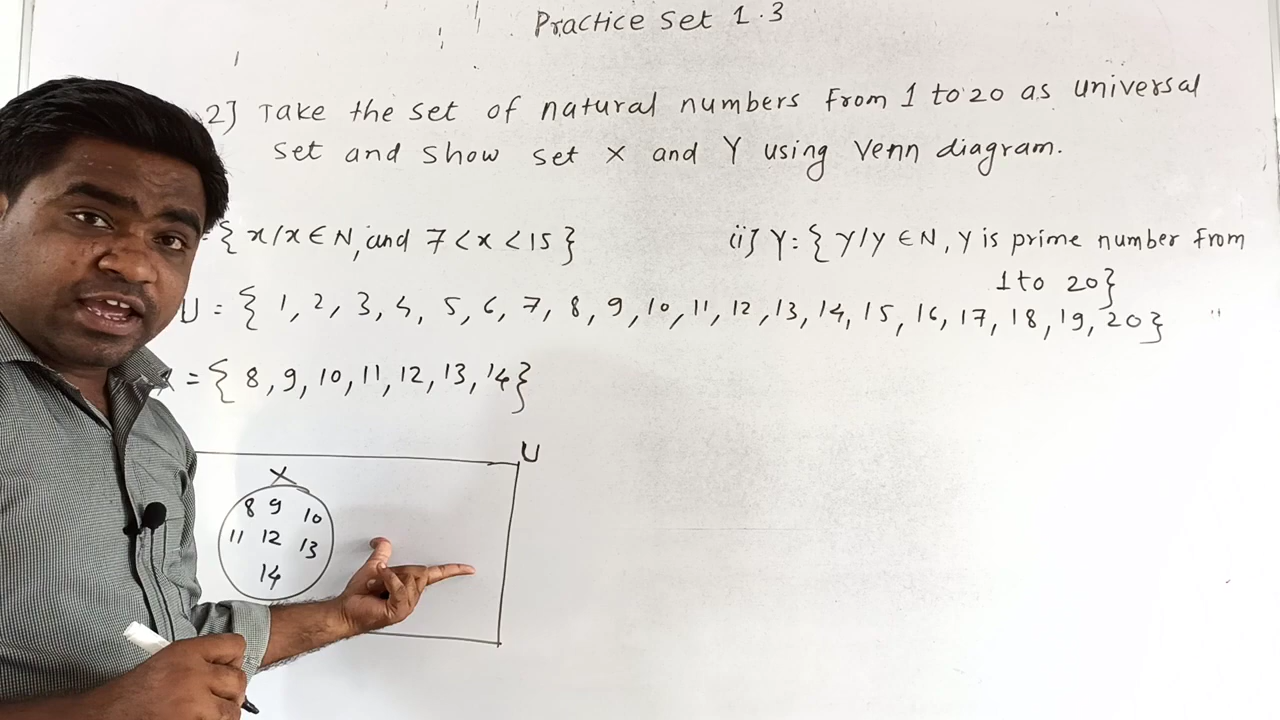 Practice Set 1.3
2] Take the set of natural numbers from 1 to 20 as universal
set and show set X and Y using Venn diagram.
= { x/x ∈ N, and 7 < x < 15 }
(ii) Y: { Y/Y ∈ N, Y is prime number from
1 to 20}
U = { 1, 2, 3, 4, 5, 6, 7, 8, 9, 10, 11, 12, 13, 14, 15, 16, 17, 18, 19, 20 }
= { 8, 9, 10, 11, 12, 13, 14 }
U
X
8 9 10
11 12 13
14